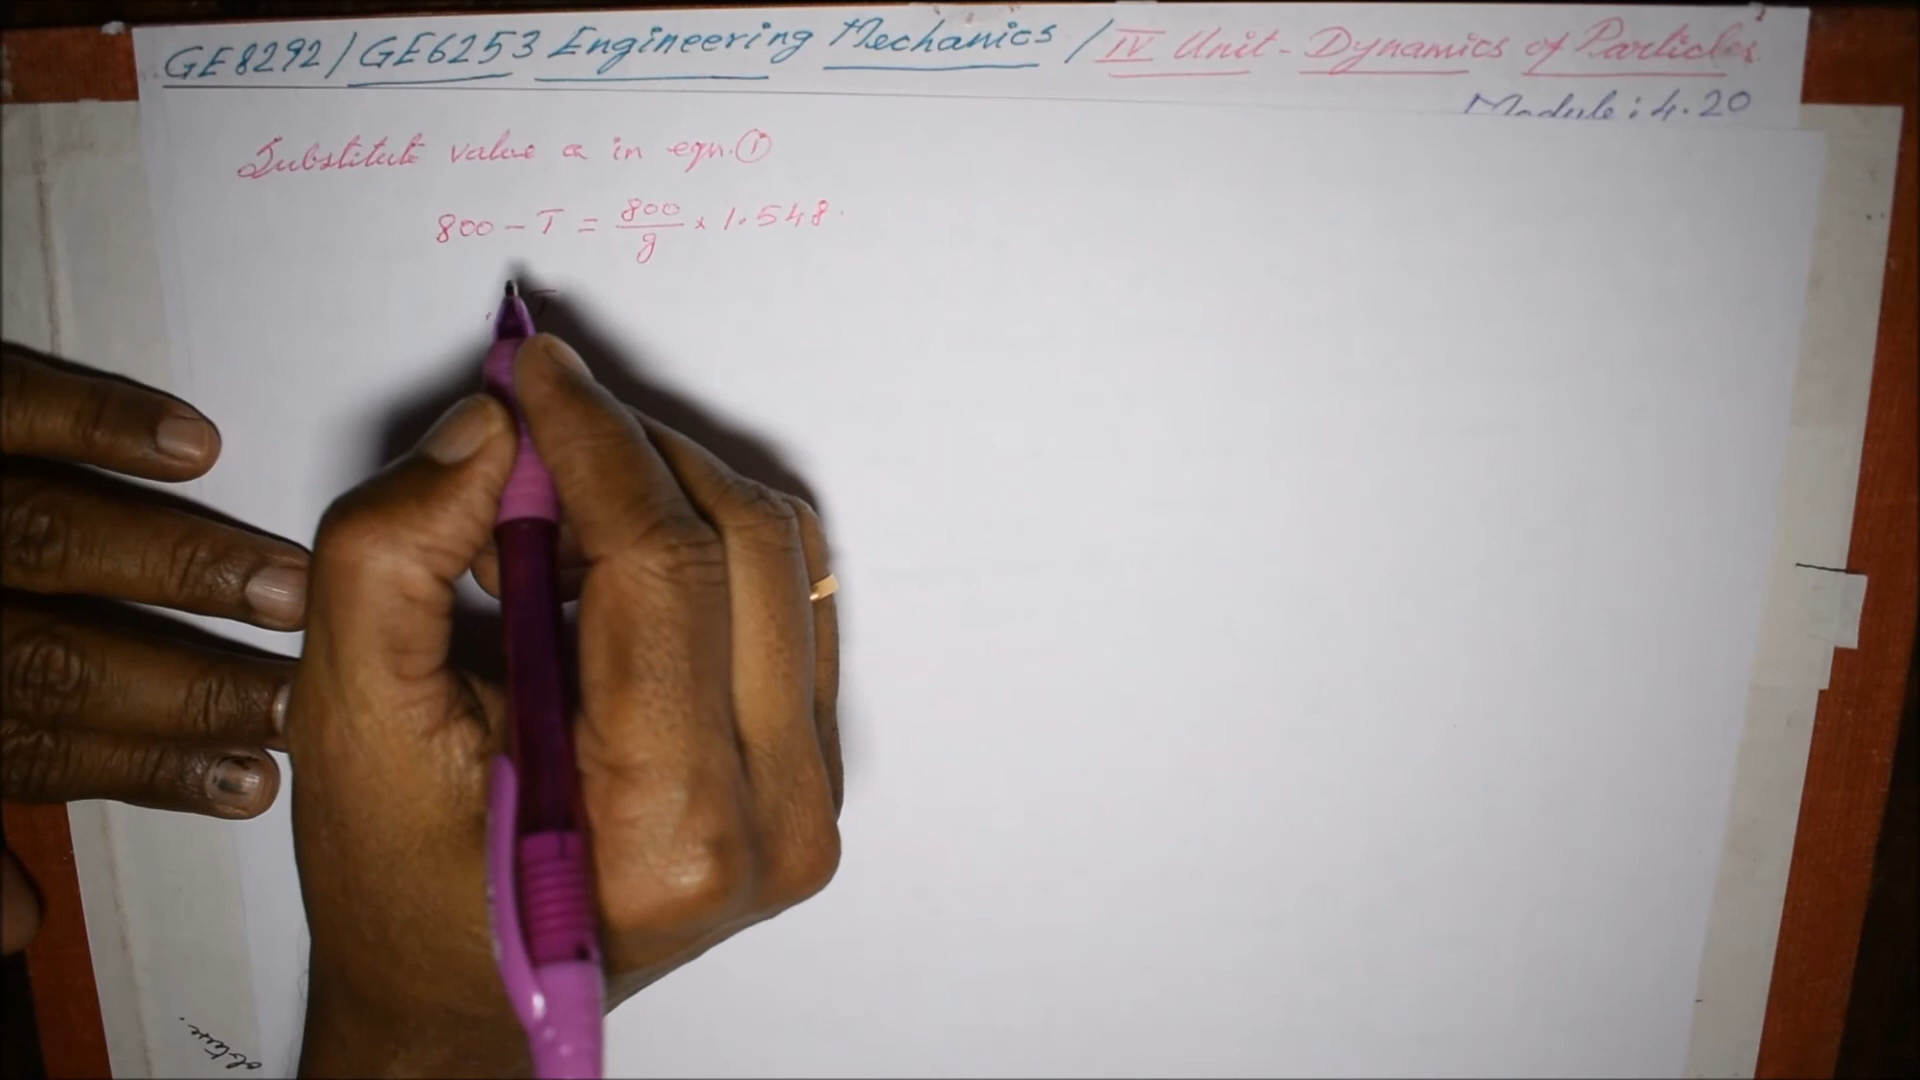 GE8292/GE6253 Engineering Mechanics / IV Unit - Dynamics of Particles
Module : 4.20
Substitute value a in eqn. ①
800 - T = 800/g × 1.548
T